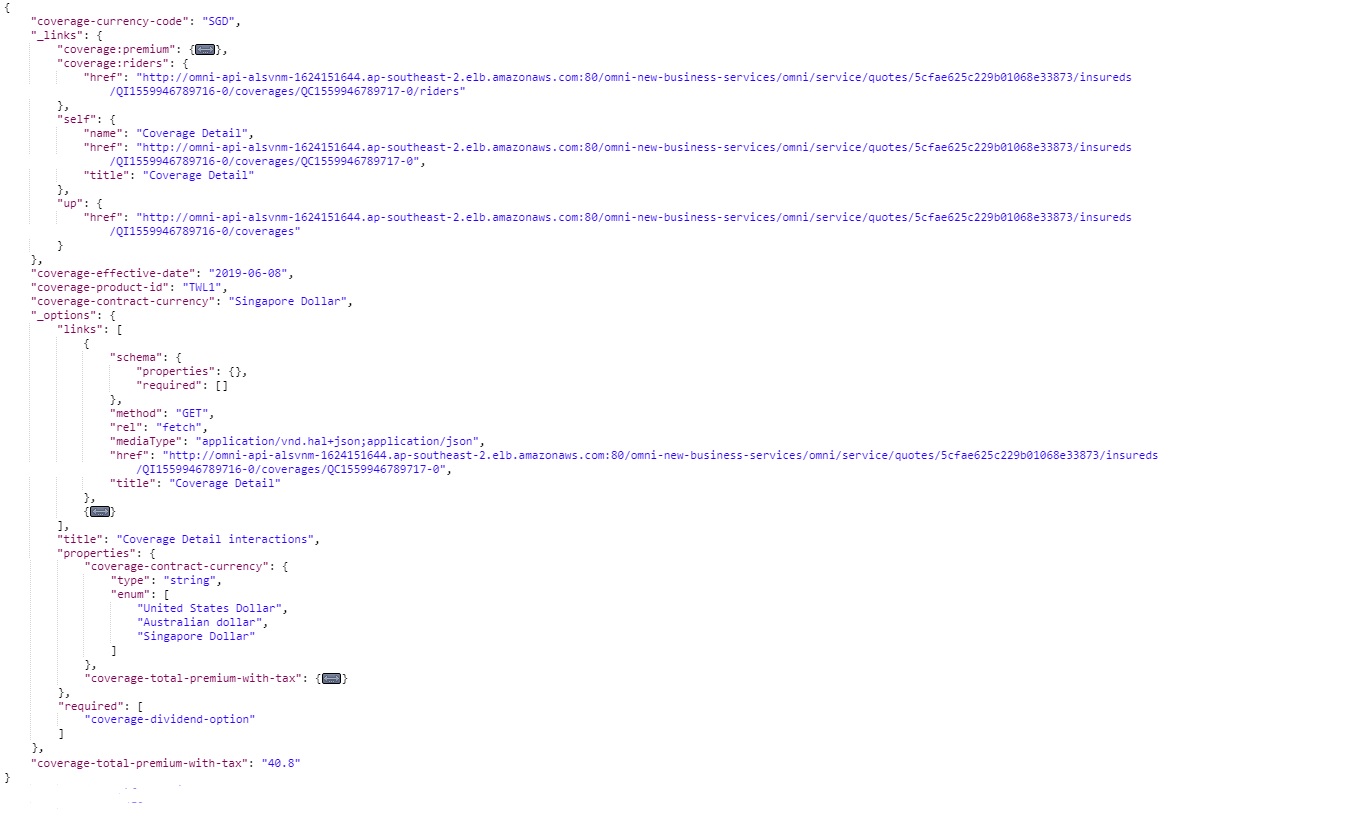 {
"coverage-currency-code": "SGD",
"_links": {
"coverage:premium": {},
"coverage:riders": {
"href": "http://omni-api-alsvnm-1624151644.ap-southeast-2.elb.amazonaws.com:80/omni-new-business-services/omni/service/quotes/5cfae625c229b01068e33873/insureds
/QI1559946789716-0/coverages/QC1559946789717-0/riders"
},
"self": {
"name": "Coverage Detail",
"href": "http://omni-api-alsvnm-1624151644.ap-southeast-2.elb.amazonaws.com:80/omni-new-business-services/omni/service/quotes/5cfae625c229b01068e33873/insureds
/QI1559946789716-0/coverages/QC1559946789717-0",
"title": "Coverage Detail"
},
"up": {
"href": "http://omni-api-alsvnm-1624151644.ap-southeast-2.elb.amazonaws.com:80/omni-new-business-services/omni/service/quotes/5cfae625c229b01068e33873/insureds
/QI1559946789716-0/coverages"
}
},
"coverage-effective-date": "2019-06-08",
"coverage-product-id": "TWL1",
"coverage-contract-currency": "Singapore Dollar",
"_options": {
"links": [
{
"schema": {
"properties": {},
"required": []
},
"method": "GET",
"rel": "fetch",
"mediaType": "application/vnd.hal+json;application/json",
"href": "http://omni-api-alsvnm-1624151644.ap-southeast-2.elb.amazonaws.com:80/omni-new-business-services/omni/service/quotes/5cfae625c229b01068e33873/insureds
/QI1559946789716-0/coverages/QC1559946789717-0",
"title": "Coverage Detail"
},
{}
],
"title": "Coverage Detail interactions",
"properties": {
"coverage-contract-currency": {
"type": "string",
"enum": [
"United States Dollar",
"Australian dollar",
"Singapore Dollar"
]
},
"coverage-total-premium-with-tax": {}
},
"required": [
"coverage-dividend-option"
]
},
"coverage-total-premium-with-tax": "40.8"
}